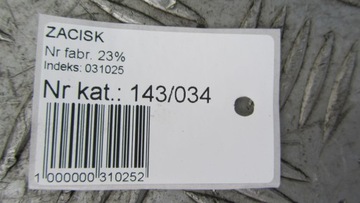 ZACISK
Nr fabr. 23%
Indeks: 031025
Nr kat.: 143/034
1 000000 310252